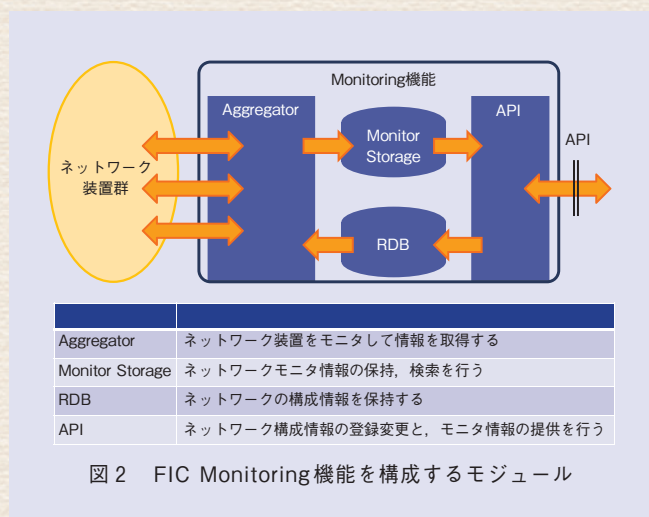 Monitoring機能
Aggregator
API
Monitor
Storage
API
ネットワーク
装置群
RDB
Aggregator ネットワーク装置をモニタして情報を取得する
Monitor Storage ネットワークモニタ情報の保持，検索を行う
RDB ネットワークの構成情報を保持する
API ネットワーク構成情報の登録変更と，モニタ情報の提供を行う
図2 FIC Monitoring機能を構成するモジュール